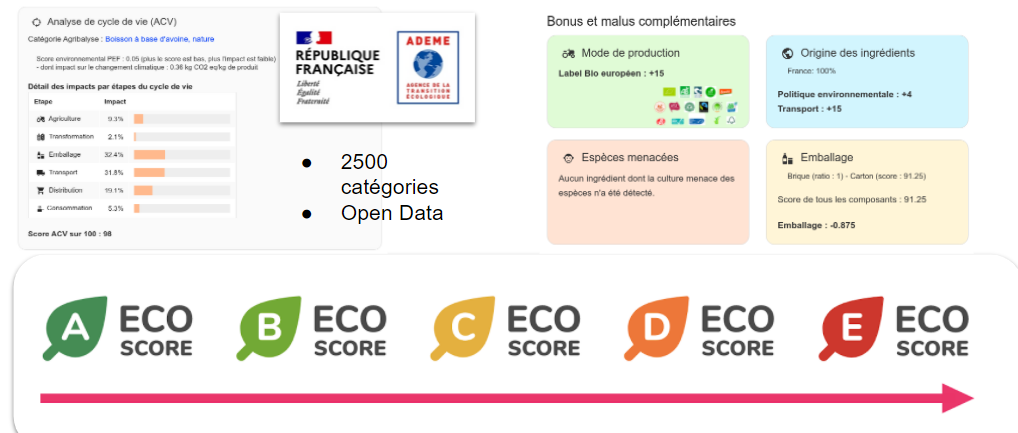 Analyse de cycle de vie (ACV)
Catégorie Agribalyse : Boisson à base d'avoine, nature
Score environnemental PEF : 0.05 (plus le score est bas, plus l'impact est faible)
- dont impact sur le changement climatique : 0.36 kg CO2 eq/kg de produit
Détail des impacts par étapes du cycle de vie
Etape Impact
Agriculture 9.3%
Transformation 2.1%
Emballage 32.4%
Transport 31.8%
Distribution 19.1%
Consommation 5.3%
Score ACV sur 100 : 98
RÉPUBLIQUE
FRANÇAISE
Liberté
Égalité
Fraternité
ADEME
AGENCE DE LA
TRANSITION
ÉCOLOGIQUE
● 2500
catégories
● Open Data
Bonus et malus complémentaires
Mode de production
Label Bio européen : +15
Origine des ingrédients
France: 100%
Politique environnementale : +4
Transport : +15
Espèces menacées
Aucun ingrédient dont la culture menace des
espèces n'a été détecté.
Emballage
Brique (ratio : 1) - Carton (score : 91.25)
Score de tous les composants : 91.25
Emballage : -0.875
A ECO
SCORE
B ECO
SCORE
C ECO
SCORE
D ECO
SCORE
E ECO
SCORE